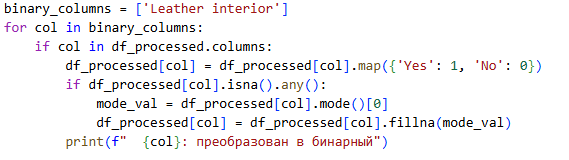 binary_columns = ['Leather interior']
for col in binary_columns:
    if col in df_processed.columns:
        df_processed[col] = df_processed[col].map({'Yes': 1, 'No': 0})
        if df_processed[col].isna().any():
            mode_val = df_processed[col].mode()[0]
            df_processed[col] = df_processed[col].fillna(mode_val)
        print(f"  {col}: преобразован в бинарный")